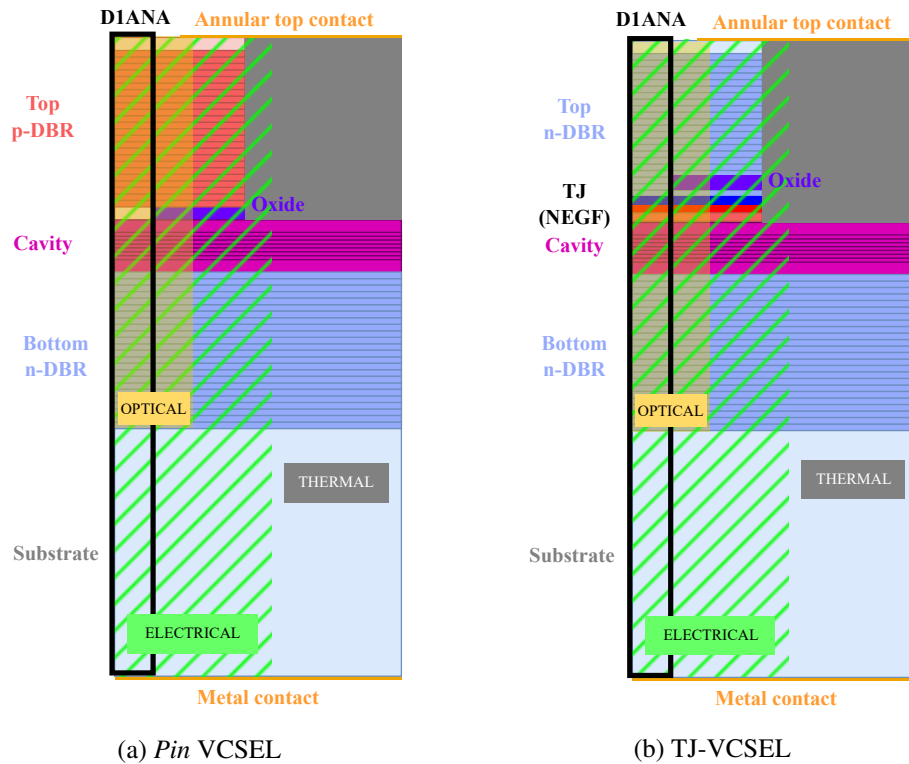 D1ANA
Annular top contact
Top
p-DBR
Oxide
Cavity
Bottom
n-DBR
OPTICAL
THERMAL
Substrate
ELECTRICAL
Metal contact
(a) Pin VCSEL
D1ANA
Annular top contact
Top
n-DBR
Oxide
TJ
(NEGF)
Cavity
Bottom
n-DBR
OPTICAL
THERMAL
Substrate
ELECTRICAL
Metal contact
(b) TJ-VCSEL